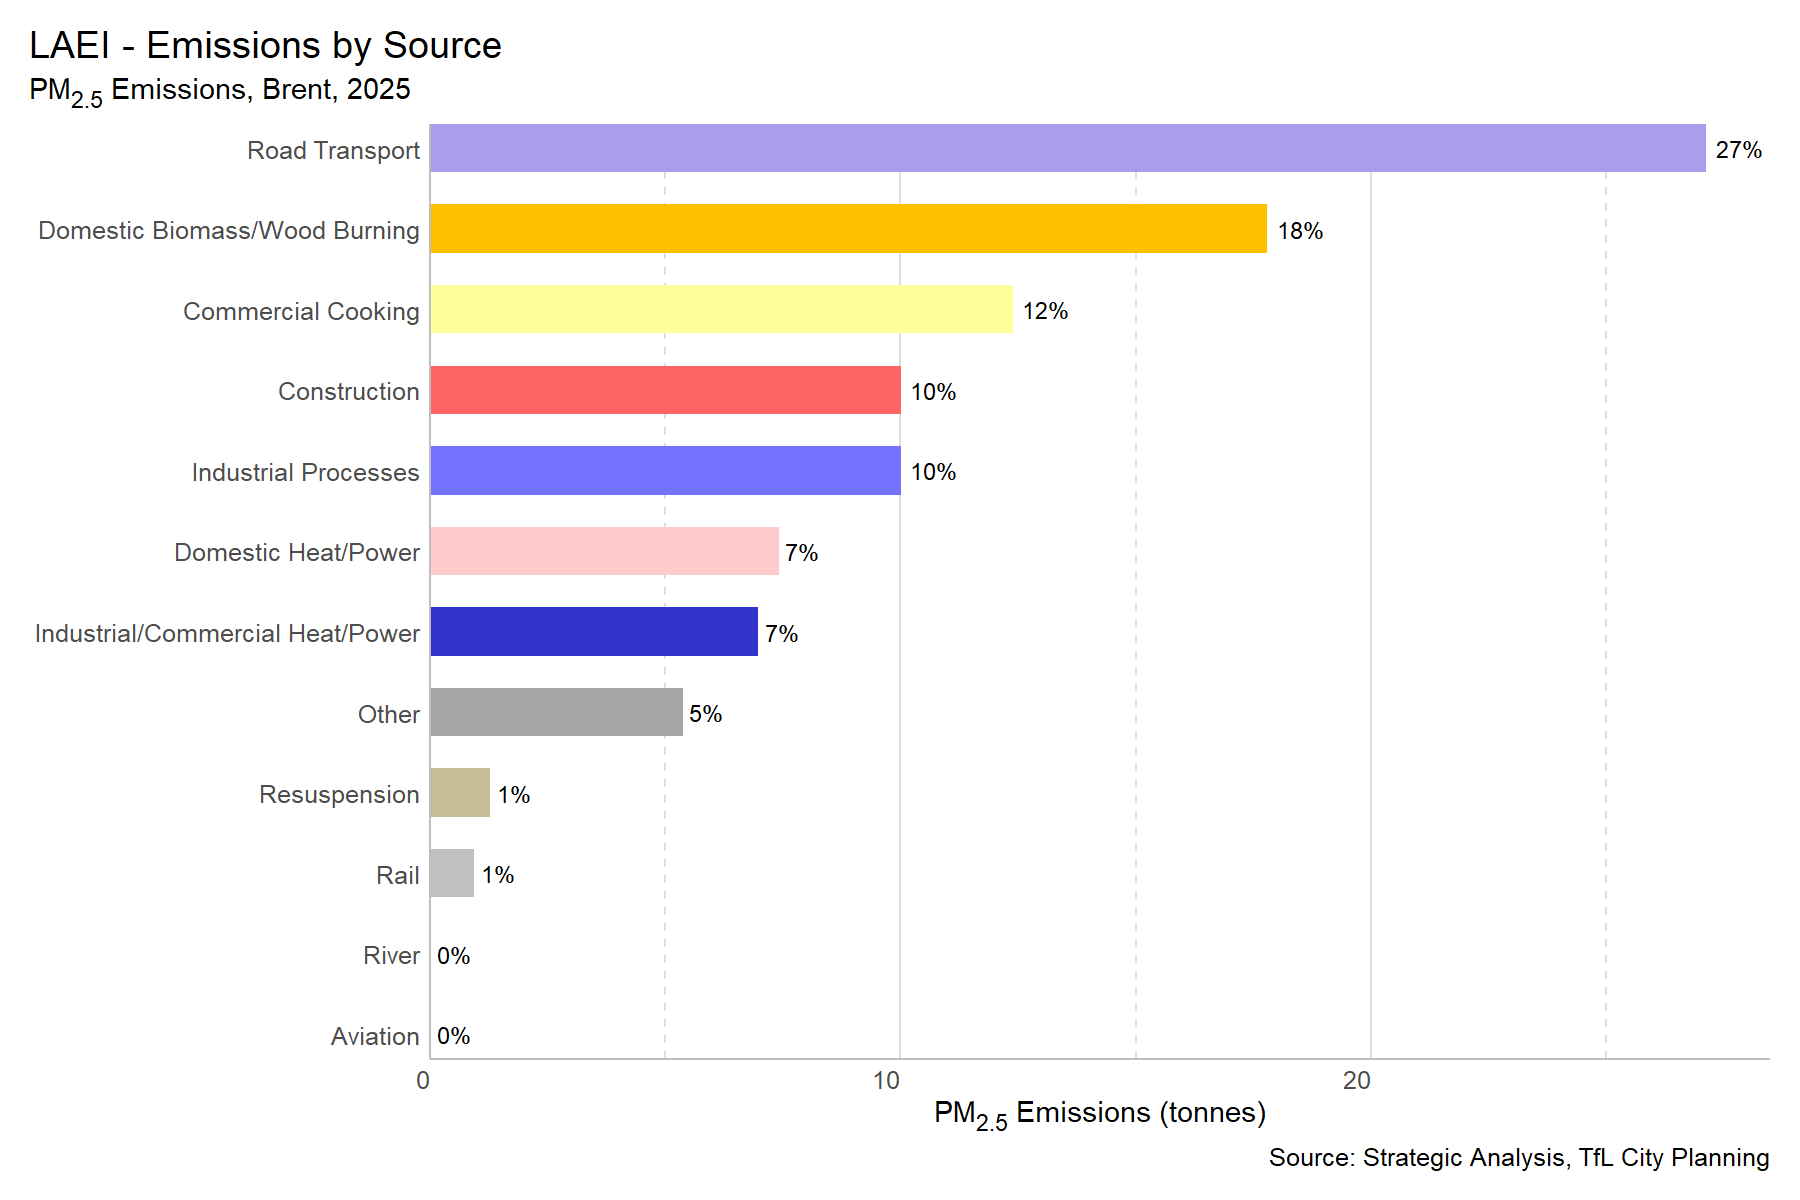 LAEI - Emissions by Source
PM2.5 Emissions, Brent, 2025
Road Transport 27%
Domestic Biomass/Wood Burning 18%
Commercial Cooking 12%
Construction 10%
Industrial Processes 10%
Domestic Heat/Power 7%
Industrial/Commercial Heat/Power 7%
Other 5%
Resuspension 1%
Rail 1%
River 0%
Aviation 0%
0 10 20
PM2.5 Emissions (tonnes)
Source: Strategic Analysis, TfL City Planning